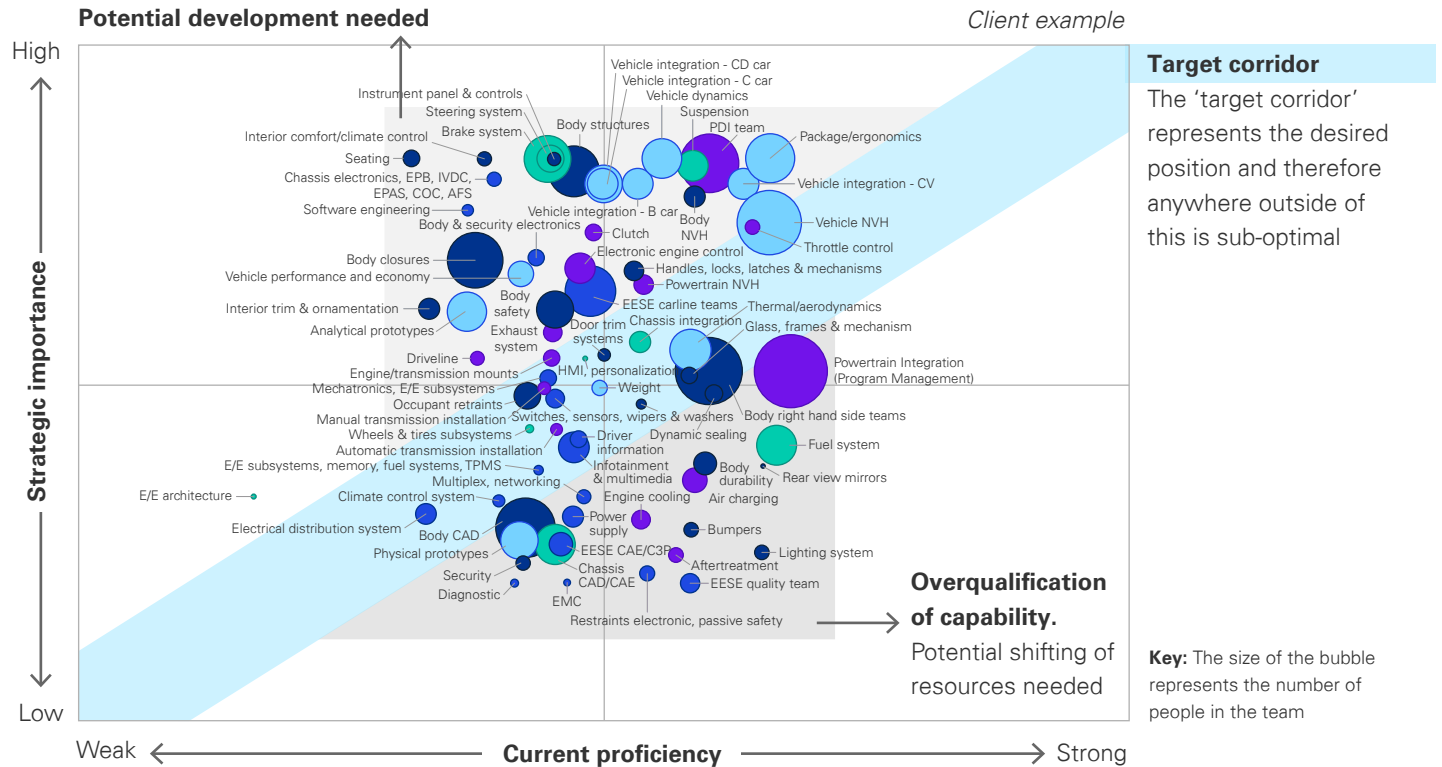 Potential development needed
Client example
High
Target corridor
The ‘target corridor’
represents the desired
position and therefore
anywhere outside of
this is sub-optimal
Vehicle integration - CD car
Vehicle integration - C car
Vehicle dynamics
Suspension
PDI team
Package/ergonomics
Instrument panel & controls
Steering system
Brake system
Body structures
Interior comfort/climate control
Seating
Chassis electronics, EPB, IVDC,
EPAS, COC, AFS
Vehicle integration - CV
Software engineering
Vehicle integration - B car
Body
NVH
Vehicle NVH
Body & security electronics
Clutch
Throttle control
Electronic engine control
Body closures
Handles, locks, latches & mechanisms
Vehicle performance and economy
Powertrain NVH
Interior trim & ornamentation
Body
safety
EESE carline teams
Thermal/aerodynamics
Analytical prototypes
Exhaust
system
Door trim
systems
Chassis integration
Glass, frames & mechanism
Driveline
Engine/transmission mounts
HMI, personalization
Powertrain Integration
(Program Management)
Mechatronics, E/E subsystems
Weight
Occupant retraints
Manual transmission installation
Switches, sensors, wipers & washers
Body right hand side teams
Wheels & tires subsystems
Dynamic sealing
Automatic transmission installation
Driver
information
Fuel system
E/E subsystems, memory, fuel systems, TPMS
Infotainment
& multimedia
Body
durability
Rear view mirrors
Multiplex, networking
E/E architecture
Climate control system
Engine cooling
Air charging
Electrical distribution system
Body CAD
Power
supply
Bumpers
Physical prototypes
EESE CAE/C3P
Lighting system
Security
Chassis
CAD/CAE
Aftertreatment
Diagnostic
EMC
EESE quality team
Restraints electronic, passive safety
Overqualification
of capability.
Potential shifting of
resources needed
Key: The size of the bubble
represents the number of
people in the team
Strategic importance
Low
Weak
Current proficiency
Strong